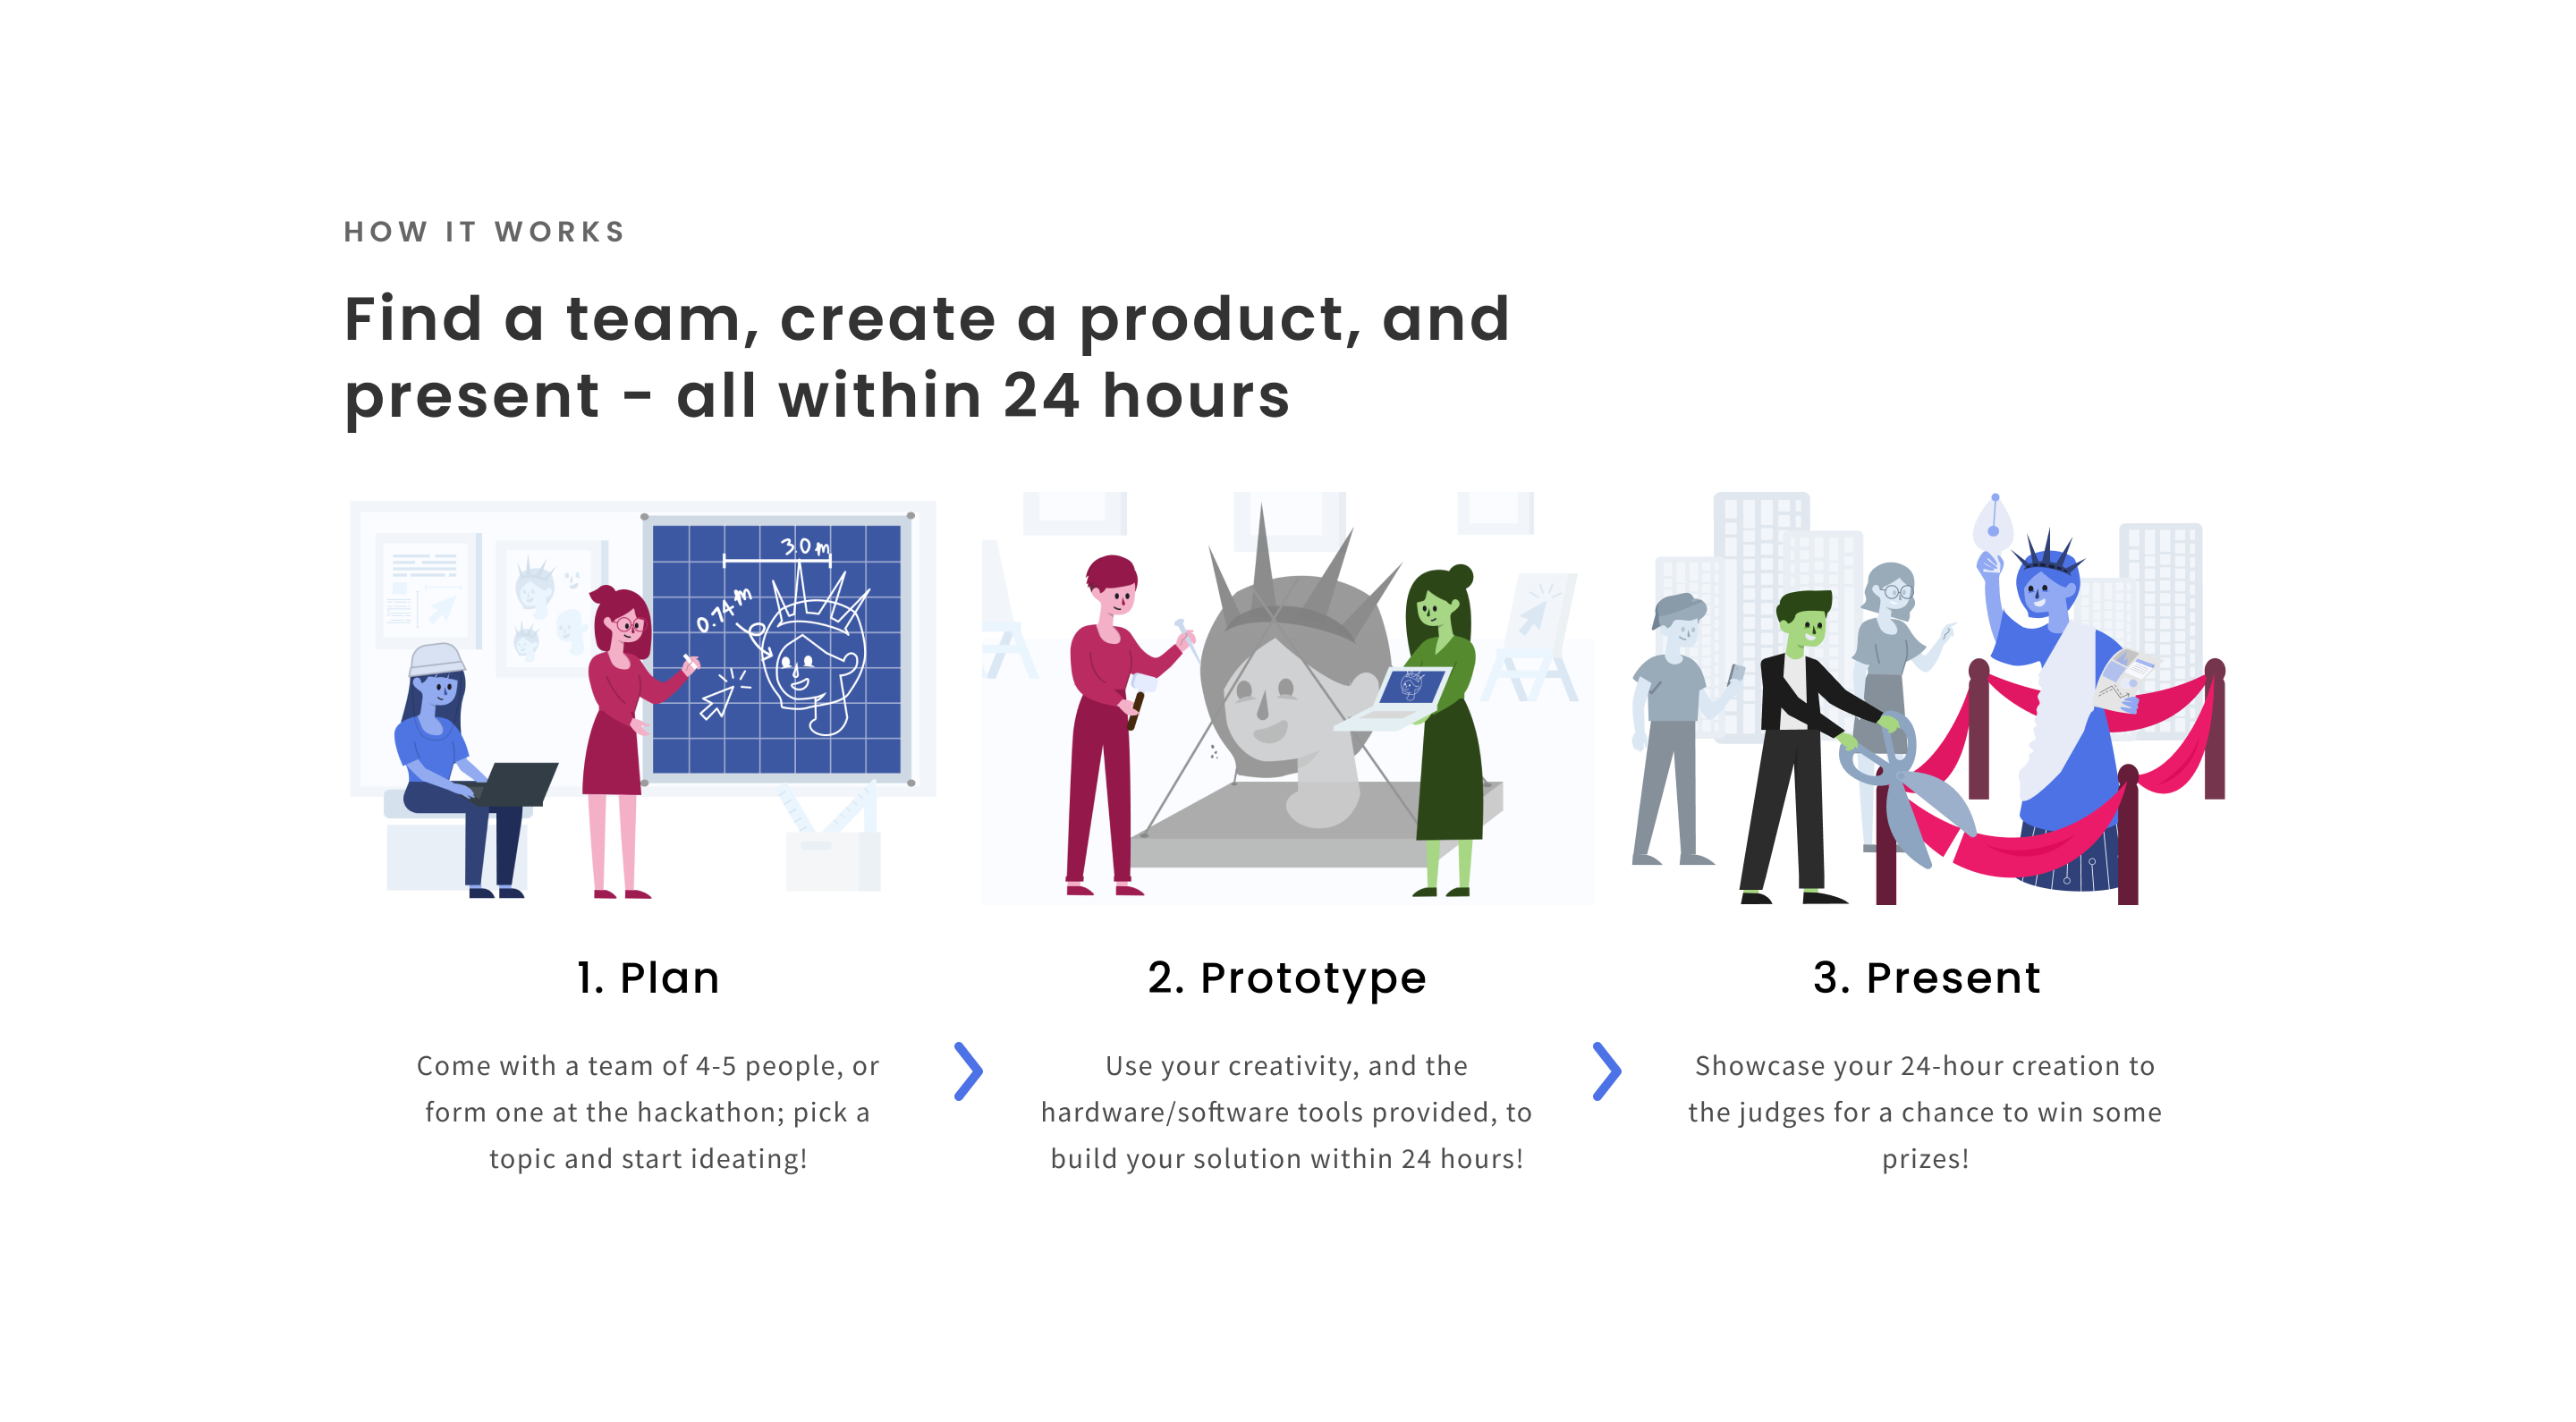 HOW IT WORKS
Find a team, create a product, and
present - all within 24 hours
3.0 m
0.74 m
1. Plan
Come with a team of 4-5 people, or
form one at the hackathon; pick a
topic and start ideating!
2. Prototype
Use your creativity, and the
hardware/software tools provided, to
build your solution within 24 hours!
3. Present
Showcase your 24-hour creation to
the judges for a chance to win some
prizes!